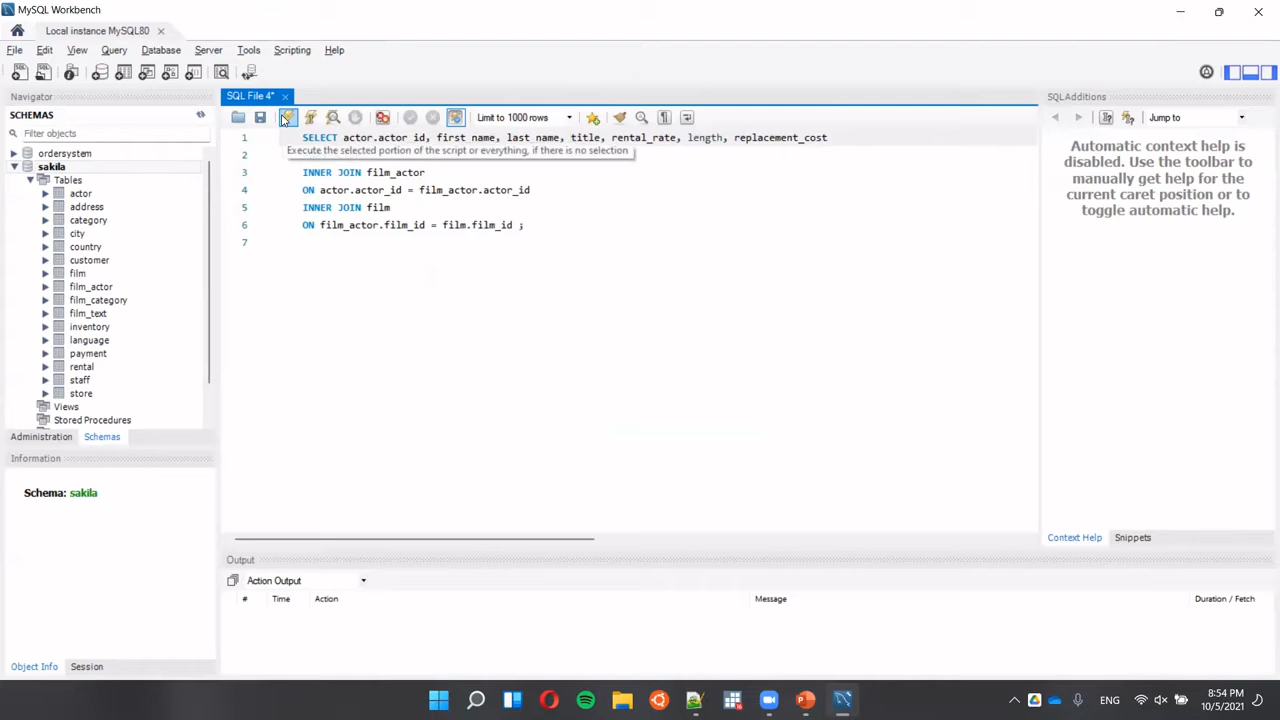 MySQL Workbench
Local instance MySQL80
File Edit View Query Database Server Tools Scripting Help
Navigator
SCHEMAS
Filter objects
ordersystem
sakila
Tables
actor
address
category
city
country
customer
film
film_actor
film_category
film_text
inventory
language
payment
rental
staff
store
Views
Stored Procedures
Administration Schemas
Information
Schema: sakila
Object Info Session
SQL File 4*
Limit to 1000 rows
1 SELECT actor.actor_id, first_name, last_name, title, rental_rate, length, replacement_cost
Execute the selected portion of the script or everything, if there is no selection
2
3 INNER JOIN film_actor
4 ON actor.actor_id = film_actor.actor_id
5 INNER JOIN film
6 ON film_actor.film_id = film.film_id ;
7
Output
Action Output
# Time Action Message Duration / Fetch
SQLAdditions
Jump to
Automatic context help is
disabled. Use the toolbar to
manually get help for the
current caret position or to
toggle automatic help.
Context Help Snippets
ENG
8:54 PM
10/5/2021